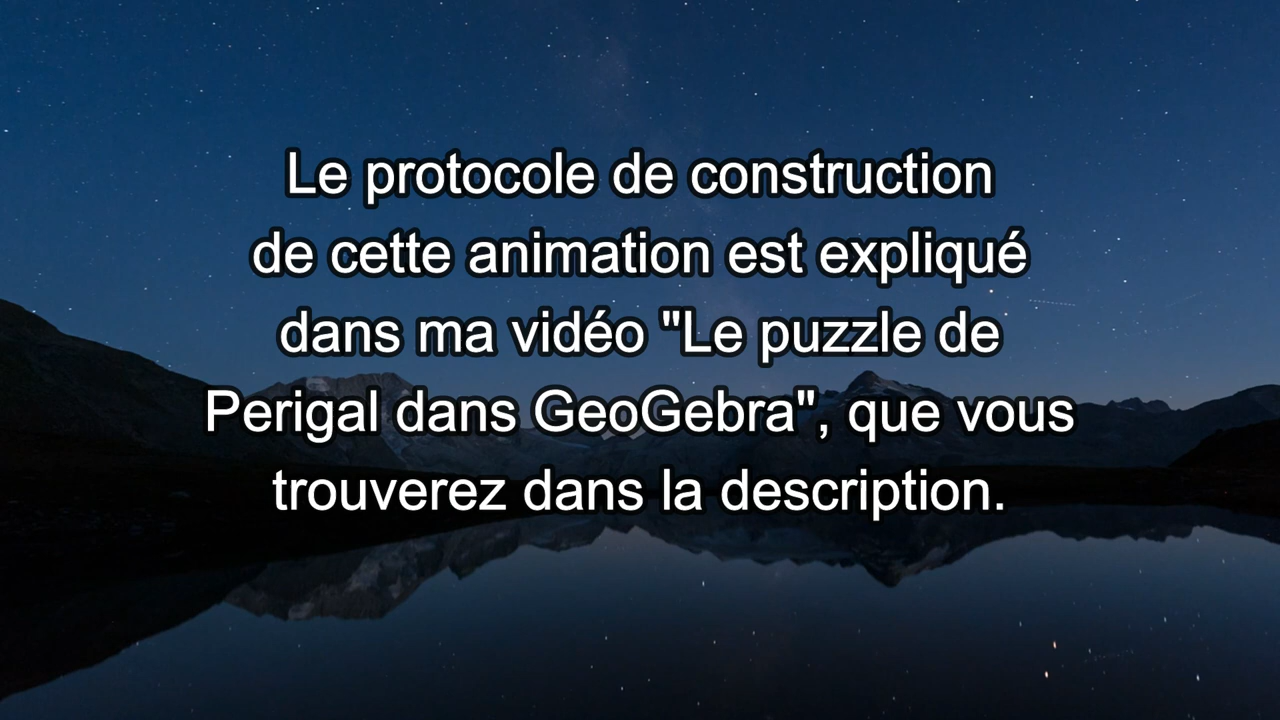 Le protocole de construction
de cette animation est expliqué
dans ma vidéo "Le puzzle de
Perigal dans GeoGebra", que vous
trouverez dans la description.